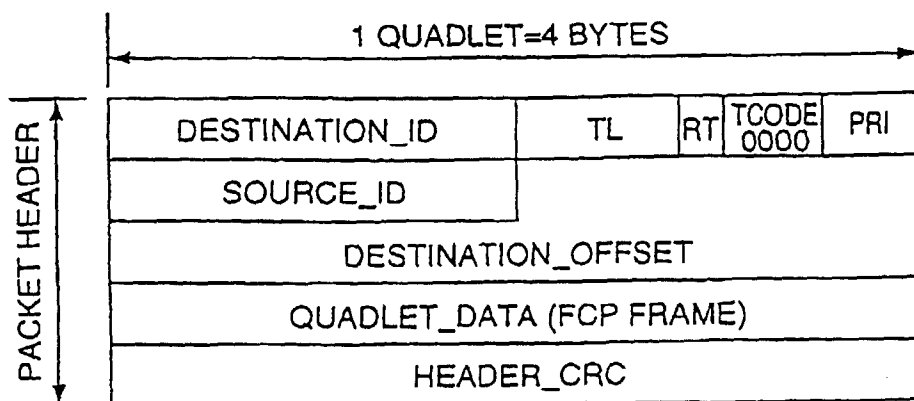 1 QUADLET=4 BYTES
PACKET HEADER
DESTINATION_ID
TL
RT
TCODE
0000
PRI
SOURCE_ID
DESTINATION_OFFSET
QUADLET_DATA (FCP FRAME)
HEADER_CRC